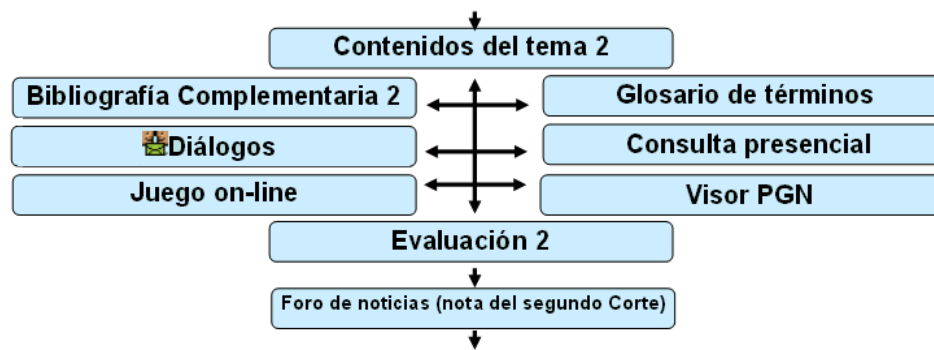 Contenidos del tema 2
Bibliografía Complementaria 2
Glosario de términos
Diálogos
Consulta presencial
Juego on-line
Visor PGN
Evaluación 2
Foro de noticias (nota del segundo Corte)